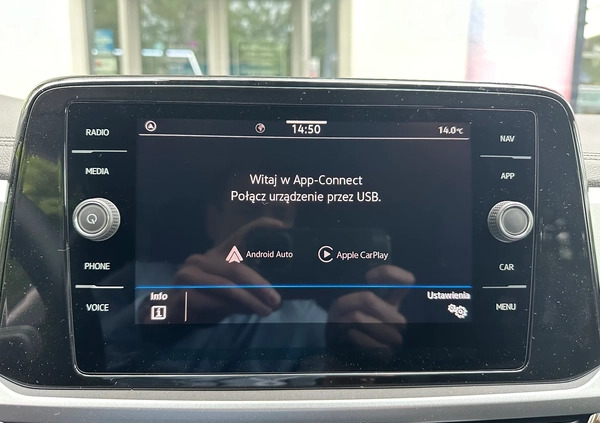 RADIO
MEDIA
PHONE
VOICE
14:50
14.0°C
Witaj w App-Connect
Połącz urządzenie przez USB.
Android Auto
Apple CarPlay
Info
Ustawienia
NAV
APP
CAR
MENU